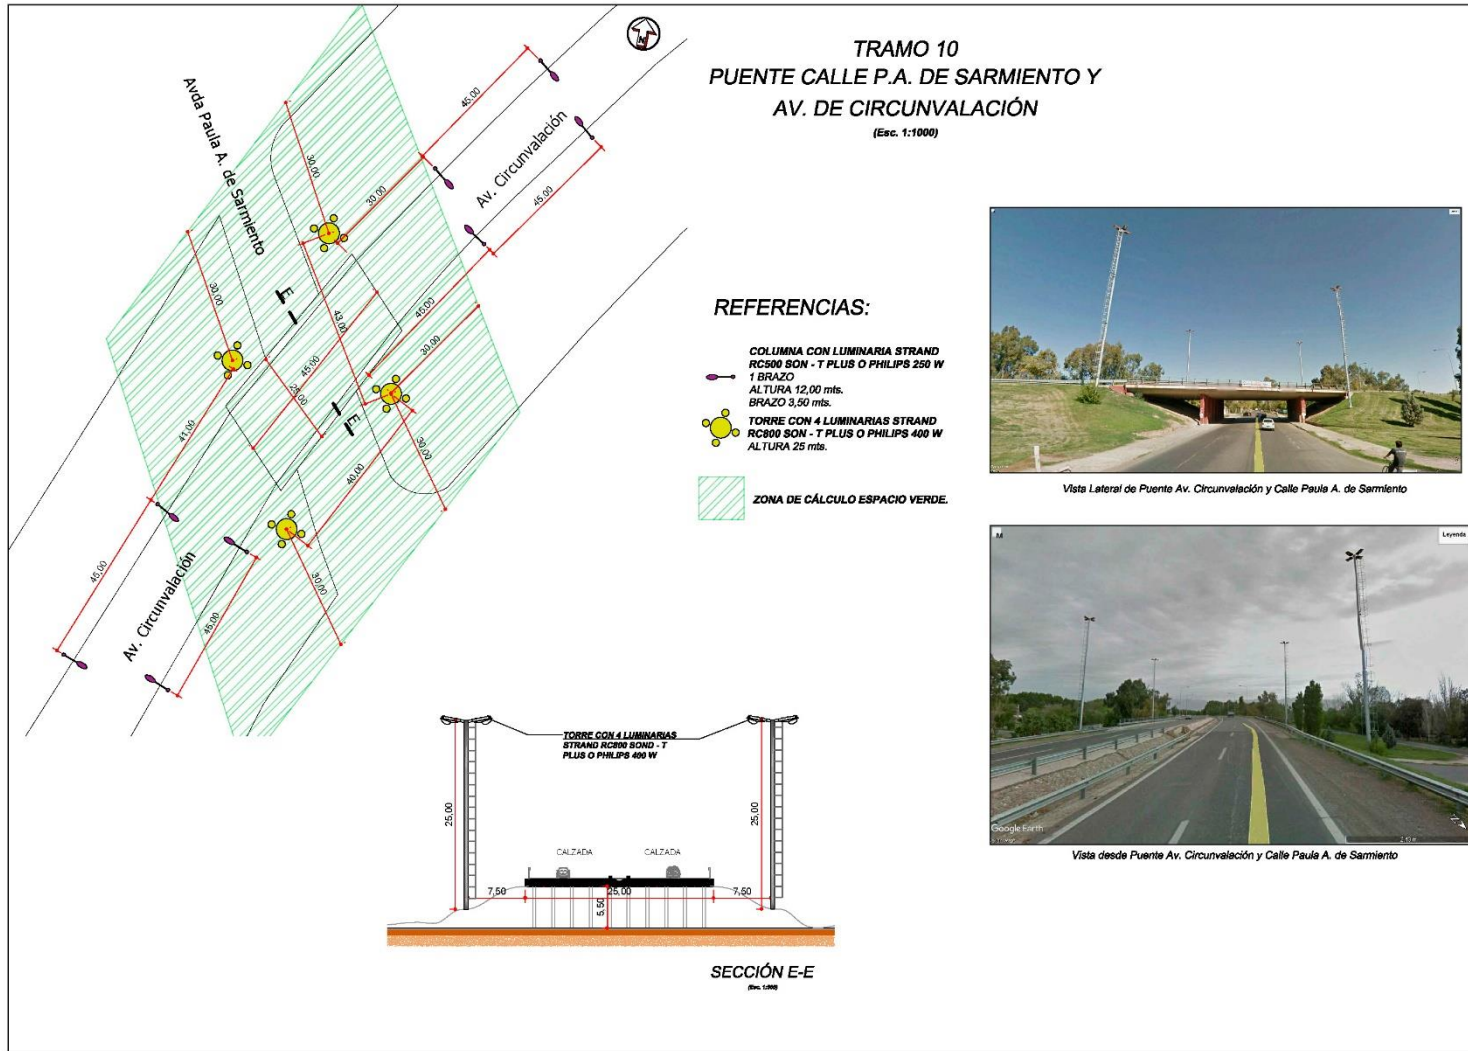 TRAMO 10
PUENTE CALLE P.A. DE SARMIENTO Y
AV. DE CIRCUNVALACIÓN
(Esc. 1:1000)
N
Avda Paula A. de Sarmiento
Av. Circunvalación
45,00
45,00
30,00
30,00
30,00
43,00
45,00
30,00
45,00
25,00
E
E
41,00
40,00
30,00
30,00
45,00
45,00
Av. Circunvalación
REFERENCIAS:
COLUMNA CON LUMINARIA STRAND
RC500 SON - T PLUS O PHILIPS 250 W
1 BRAZO
ALTURA 12,00 mts.
BRAZO 3,50 mts.
TORRE CON 4 LUMINARIAS STRAND
RC800 SON - T PLUS O PHILIPS 400 W
ALTURA 25 mts.
ZONA DE CÁLCULO ESPACIO VERDE.
Vista Lateral de Puente Av. Circunvalación y Calle Paula A. de Sarmiento
Leyenda
Google Earth
Vista desde Puente Av. Circunvalación y Calle Paula A. de Sarmiento
TORRE CON 4 LUMINARIAS
STRAND RC800 SOND - T
PLUS O PHILIPS 400 W
25,00
25,00
CALZADA
CALZADA
7,50
25,00
7,50
5,50
SECCIÓN E-E